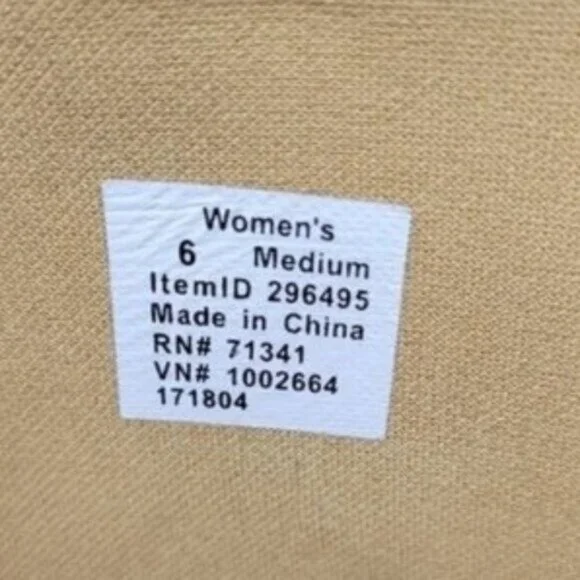 Women's
6 Medium
ItemID 296495
Made in China
RN# 71341
VN# 1002664
171804